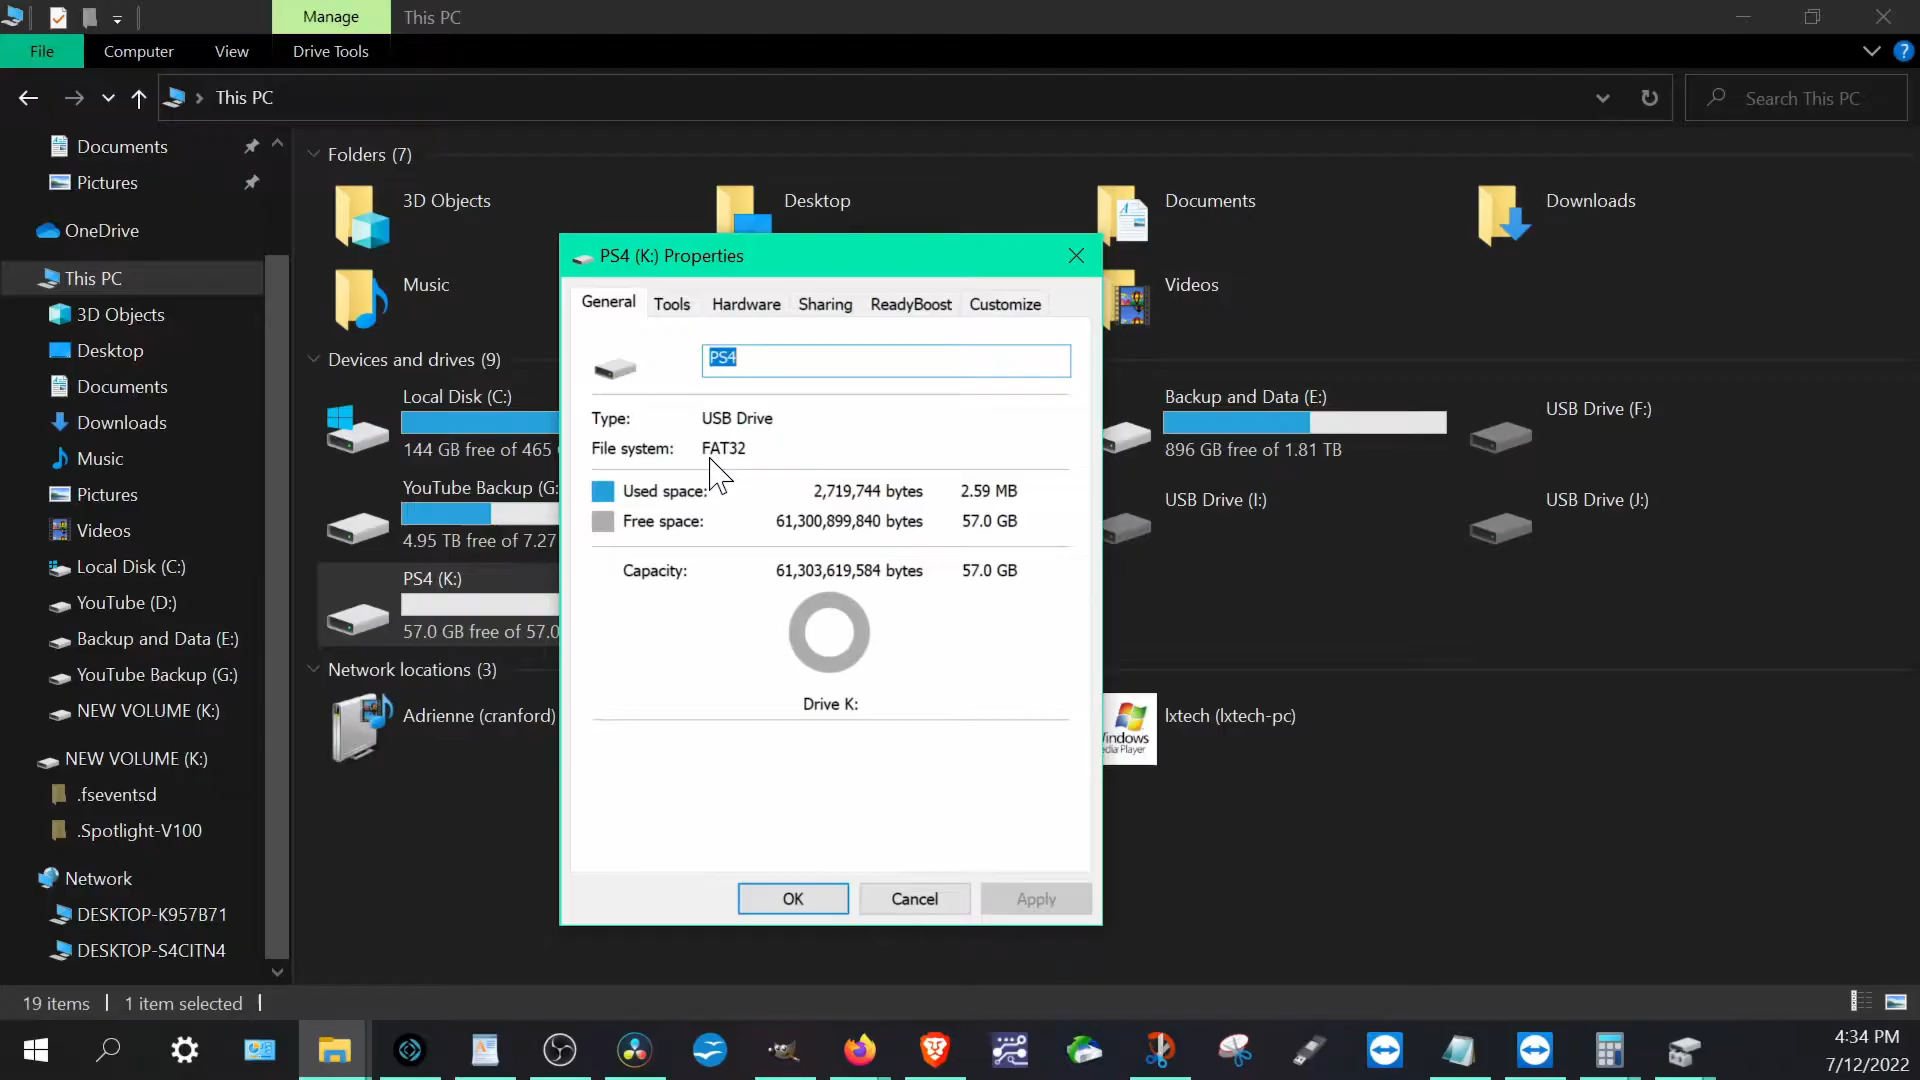 Manage
This PC
File
Computer
View
Drive Tools
?
This PC
Search This PC
Documents
Pictures
OneDrive
This PC
3D Objects
Desktop
Documents
Downloads
Music
Pictures
Videos
Local Disk (C:)
YouTube (D:)
Backup and Data (E:)
YouTube Backup (G:)
NEW VOLUME (K:)
NEW VOLUME (K:)
.fseventsd
.Spotlight-V100
Network
DESKTOP-K957B71
DESKTOP-S4CITN4
Folders (7)
3D Objects
Desktop
Documents
Downloads
Music
Videos
Devices and drives (9)
Local Disk (C:)
144 GB free of 465
Backup and Data (E:)
896 GB free of 1.81 TB
USB Drive (F:)
YouTube Backup (G:
4.95 TB free of 7.27
USB Drive (I:)
USB Drive (J:)
PS4 (K:)
57.0 GB free of 57.0
Network locations (3)
Adrienne (cranford)
indows
dia Player
lxtech (lxtech-pc)
PS4 (K:) Properties
General
Tools
Hardware
Sharing
ReadyBoost
Customize
PS4
Type: USB Drive
File system: FAT32
Used space: 2,719,744 bytes 2.59 MB
Free space: 61,300,899,840 bytes 57.0 GB
Capacity: 61,303,619,584 bytes 57.0 GB
Drive K:
OK
Cancel
Apply
19 items
1 item selected
4:34 PM
7/12/2022